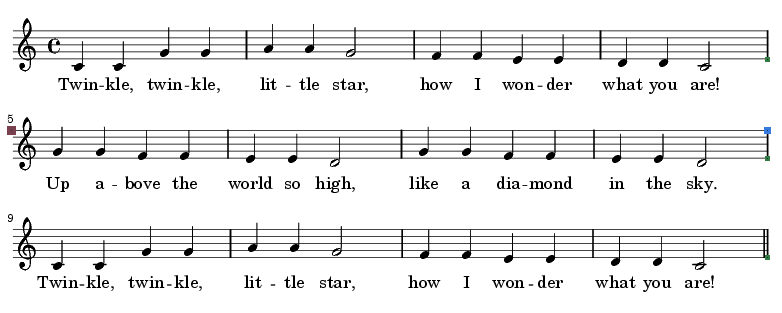 Twin-kle, twin-kle, lit - tle star, how I won-der what you are!
5
Up a - bove the world so high, like a dia-mond in the sky.
9
Twin-kle, twin-kle, lit - tle star, how I won-der what you are!